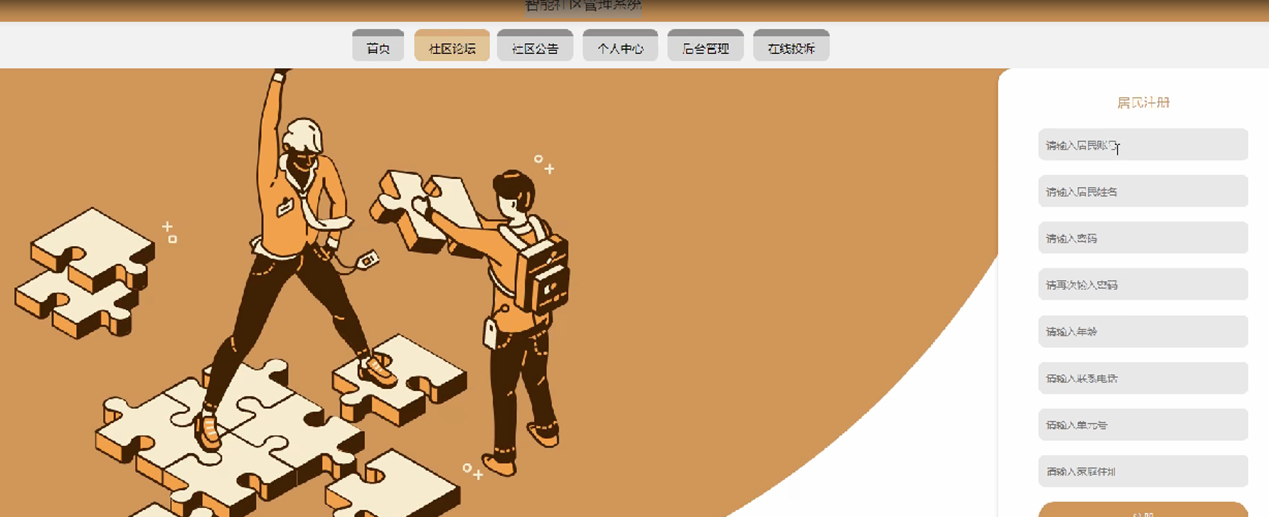 智能社区管理系统
首页 社区论坛 社区公告 个人中心 后台管理 在线投诉
居民注册
请输入居民账号
请输入居民姓名
请输入密码
请再次输入密码
请输入年龄
请输入联系电话
请输入单元号
请输入家庭住址